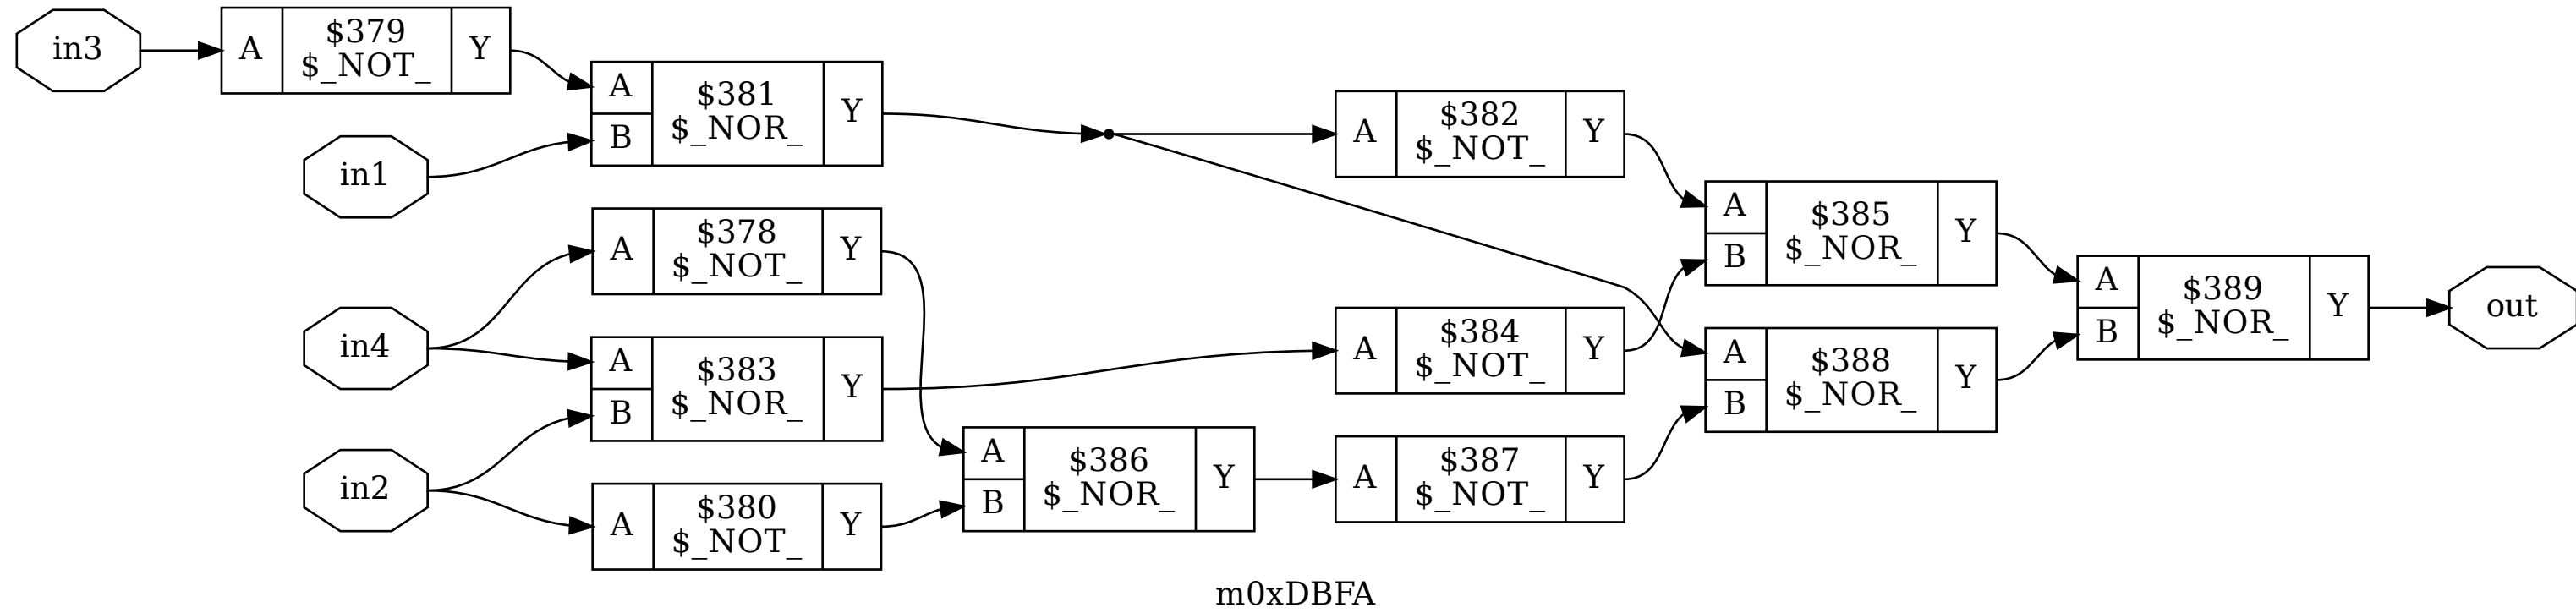 in3
A
$379
$_NOT_
Y
in1
A
B
$381
$_NOR_
Y
A
$382
$_NOT_
Y
in4
A
$378
$_NOT_
Y
A
B
$383
$_NOR_
Y
in2
A
$380
$_NOT_
Y
A
B
$386
$_NOR_
Y
A
$384
$_NOT_
Y
A
$387
$_NOT_
Y
A
B
$385
$_NOR_
Y
A
B
$388
$_NOR_
Y
A
B
$389
$_NOR_
Y
out
m0xDBFA